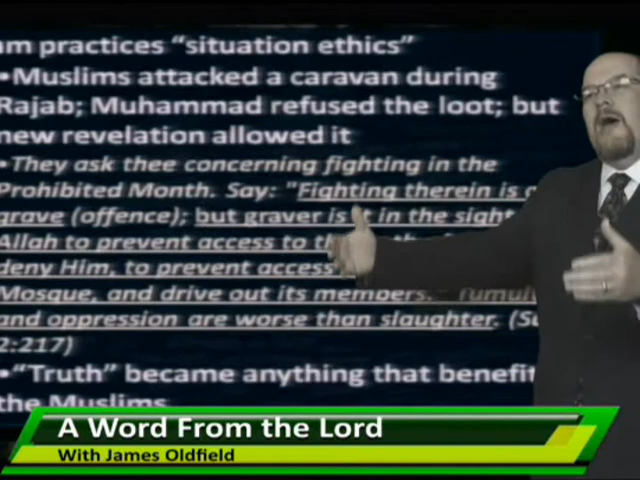 um practices “situation ethics”
•Muslims attacked a caravan during
Rajab; Muhammad refused the loot; but
new revelation allowed it
•They ask thee concerning fighting in the
Prohibited Month. Say: "Fighting therein is a
grave (offence); but graver is it in the sight
Allah to prevent access to
deny Him, to prevent access
Mosque, and drive out its members.
and oppression are worse than slaughter. (Su
2:217)
•“Truth” became anything that benefit
the Muslims
A Word From the Lord
With James Oldfield